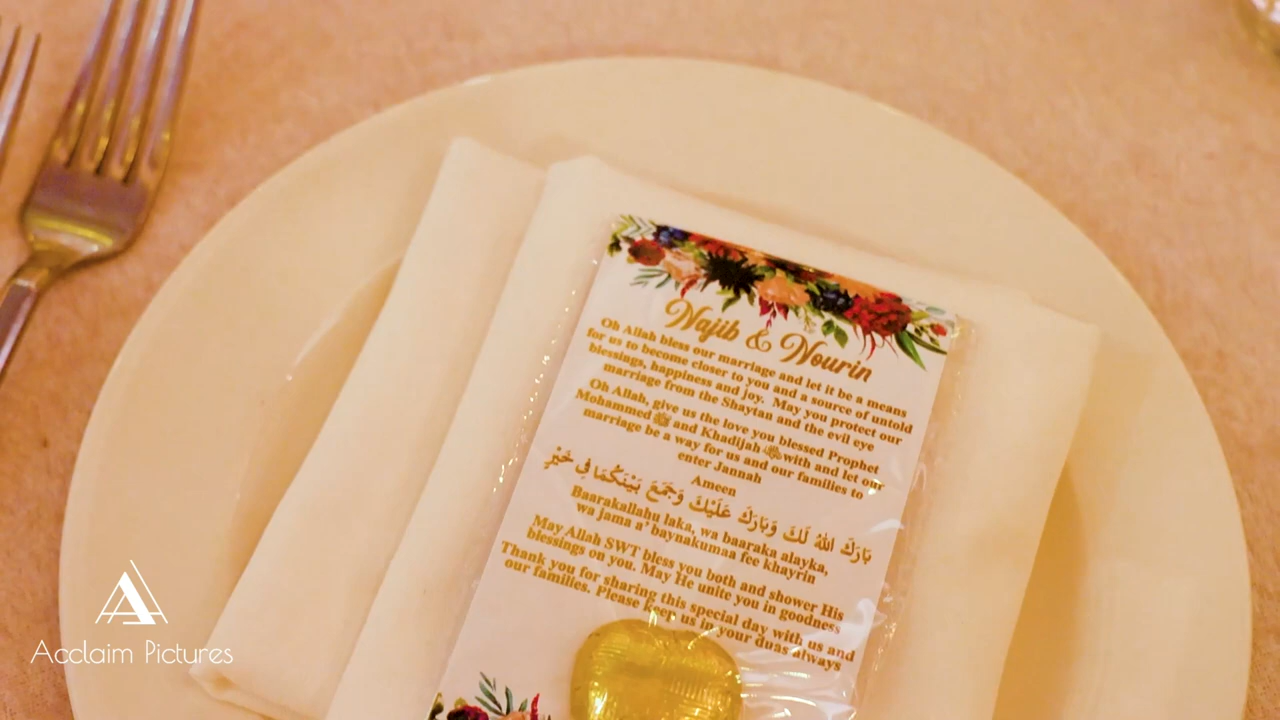 Najib & Nourin
Oh Allah bless our marriage and let it be a means
for us to become closer to you and a source of untold
blessings, happiness and joy. May you protect our
marriage from the Shaytan and the evil eye
Oh Allah, give us the love you blessed Prophet
Mohammed ﷺ and Khadijah with and let our
marriage be a way for us and our families to
enter Jannah
Ameen
بَارَكَ اللهُ لَكَ وَبَارَكَ عَلَيْكَ وَجَمَعَ بَيْنَكُمَا فِي خَيْرٍ
Baarakallahu laka, wa baaraka alayka,
wa jama a' baynakumaa fee khayrin
May Allah SWT bless you both and shower His
blessings on you. May He unite you in goodness
Thank you for sharing this special day with us and
our families. Please keep us in your duas always
Acclaim Pictures